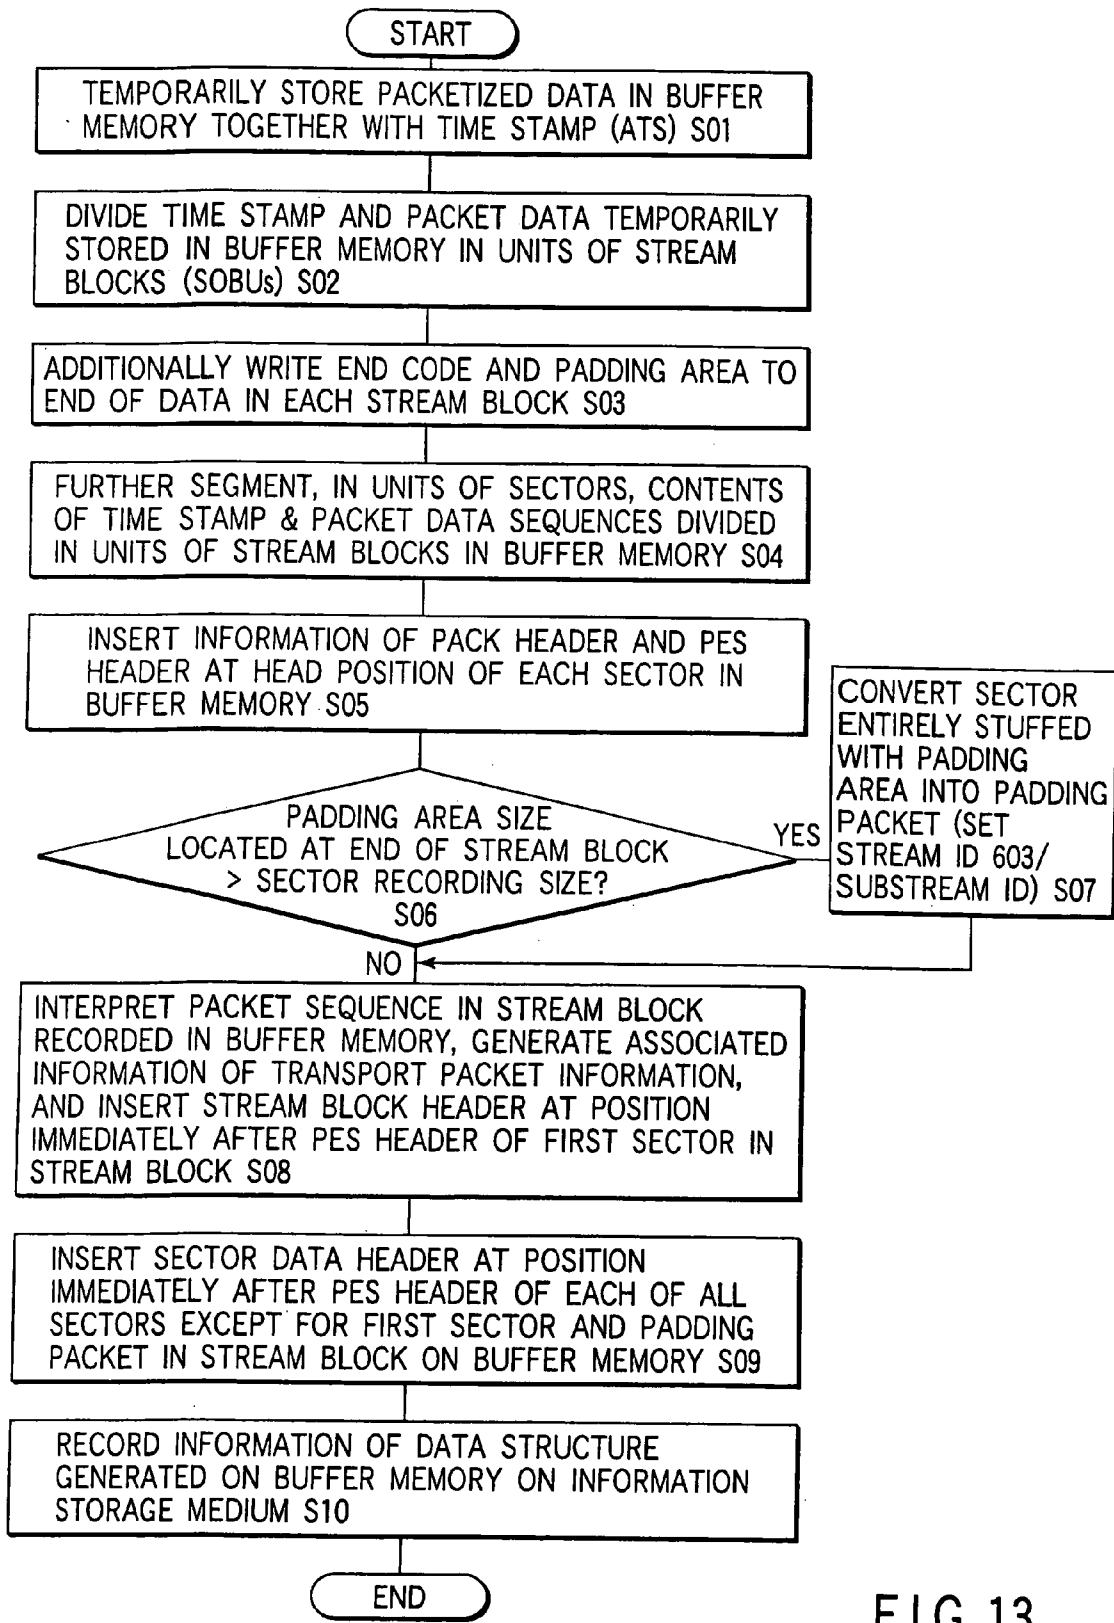 START
TEMPORARILY STORE PACKETIZED DATA IN BUFFER
MEMORY TOGETHER WITH TIME STAMP (ATS) S01
DIVIDE TIME STAMP AND PACKET DATA TEMPORARILY
STORED IN BUFFER MEMORY IN UNITS OF STREAM
BLOCKS (SOBUs) S02
ADDITIONALLY WRITE END CODE AND PADDING AREA TO
END OF DATA IN EACH STREAM BLOCK S03
FURTHER SEGMENT, IN UNITS OF SECTORS, CONTENTS
OF TIME STAMP & PACKET DATA SEQUENCES DIVIDED
IN UNITS OF STREAM BLOCKS IN BUFFER MEMORY S04
INSERT INFORMATION OF PACK HEADER AND PES
HEADER AT HEAD POSITION OF EACH SECTOR IN
BUFFER MEMORY S05
PADDING AREA SIZE
LOCATED AT END OF STREAM BLOCK
> SECTOR RECORDING SIZE?
S06
YES
CONVERT SECTOR
ENTIRELY STUFFED
WITH PADDING
AREA INTO PADDING
PACKET (SET
STREAM ID 603/
SUBSTREAM ID) S07
NO
INTERPRET PACKET SEQUENCE IN STREAM BLOCK
RECORDED IN BUFFER MEMORY, GENERATE ASSOCIATED
INFORMATION OF TRANSPORT PACKET INFORMATION,
AND INSERT STREAM BLOCK HEADER AT POSITION
IMMEDIATELY AFTER PES HEADER OF FIRST SECTOR IN
STREAM BLOCK S08
INSERT SECTOR DATA HEADER AT POSITION
IMMEDIATELY AFTER PES HEADER OF EACH OF ALL
SECTORS EXCEPT FOR FIRST SECTOR AND PADDING
PACKET IN STREAM BLOCK ON BUFFER MEMORY S09
RECORD INFORMATION OF DATA STRUCTURE
GENERATED ON BUFFER MEMORY ON INFORMATION
STORAGE MEDIUM S10
END
FIG. 13